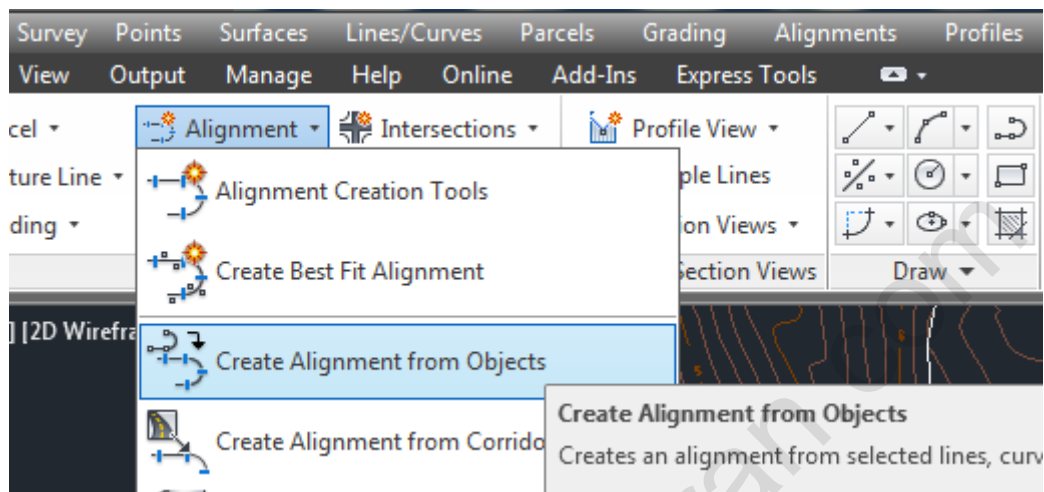 Survey Points Surfaces Lines/Curves Parcels Grading Alignments Profiles
View Output Manage Help Online Add-Ins Express Tools
cel Alignment Intersections Profile View
ture Line ple Lines
ding ion Views
Section Views Draw
Alignment Creation Tools
Create Best Fit Alignment
] [2D Wirefra
Create Alignment from Objects
Create Alignment from Corrido
Create Alignment from Objects
Creates an alignment from selected lines, curv